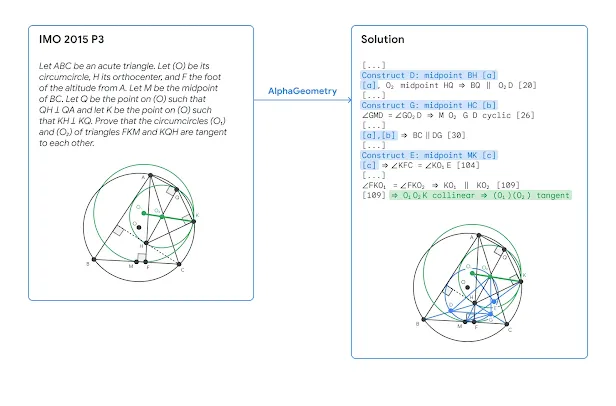 IMO 2015 P3
Let ABC be an acute triangle. Let (O) be its
circumcircle, H its orthocenter, and F the foot
of the altitude from A. Let M be the midpoint
of BC. Let Q be the point on (O) such that
QH ⊥ QA and let K be the point on (O) such
that KH ⊥ KQ. Prove that the circumcircles (O₁)
and (O₂) of triangles FKM and KQH are tangent
to each other.
A
Q
O
K
H
B
M
F
C
AlphaGeometry
Solution
[...]
Construct D: midpoint BH [a]
[a], O₂ midpoint HQ ⇒ BQ ∥ O₂D [20]
[...]
Construct G: midpoint HC [b]
∠GMD = ∠GO₂D ⇒ M O₂ G D cyclic [26]
[...]
[a],[b] ⇒ BC ∥ DG [30]
[...]
Construct E: midpoint MK [c]
[c] ⇒ ∠KFC = ∠KO₁E [104]
[...]
∠FKO₁ = ∠FKO₂ ⇒ KO₁ ∥ KO₂ [109]
[109] ⇒ O₁O₂K collinear ⇒ (O₁)(O₂) tangent
A
Q
K
H
B
M
F
C